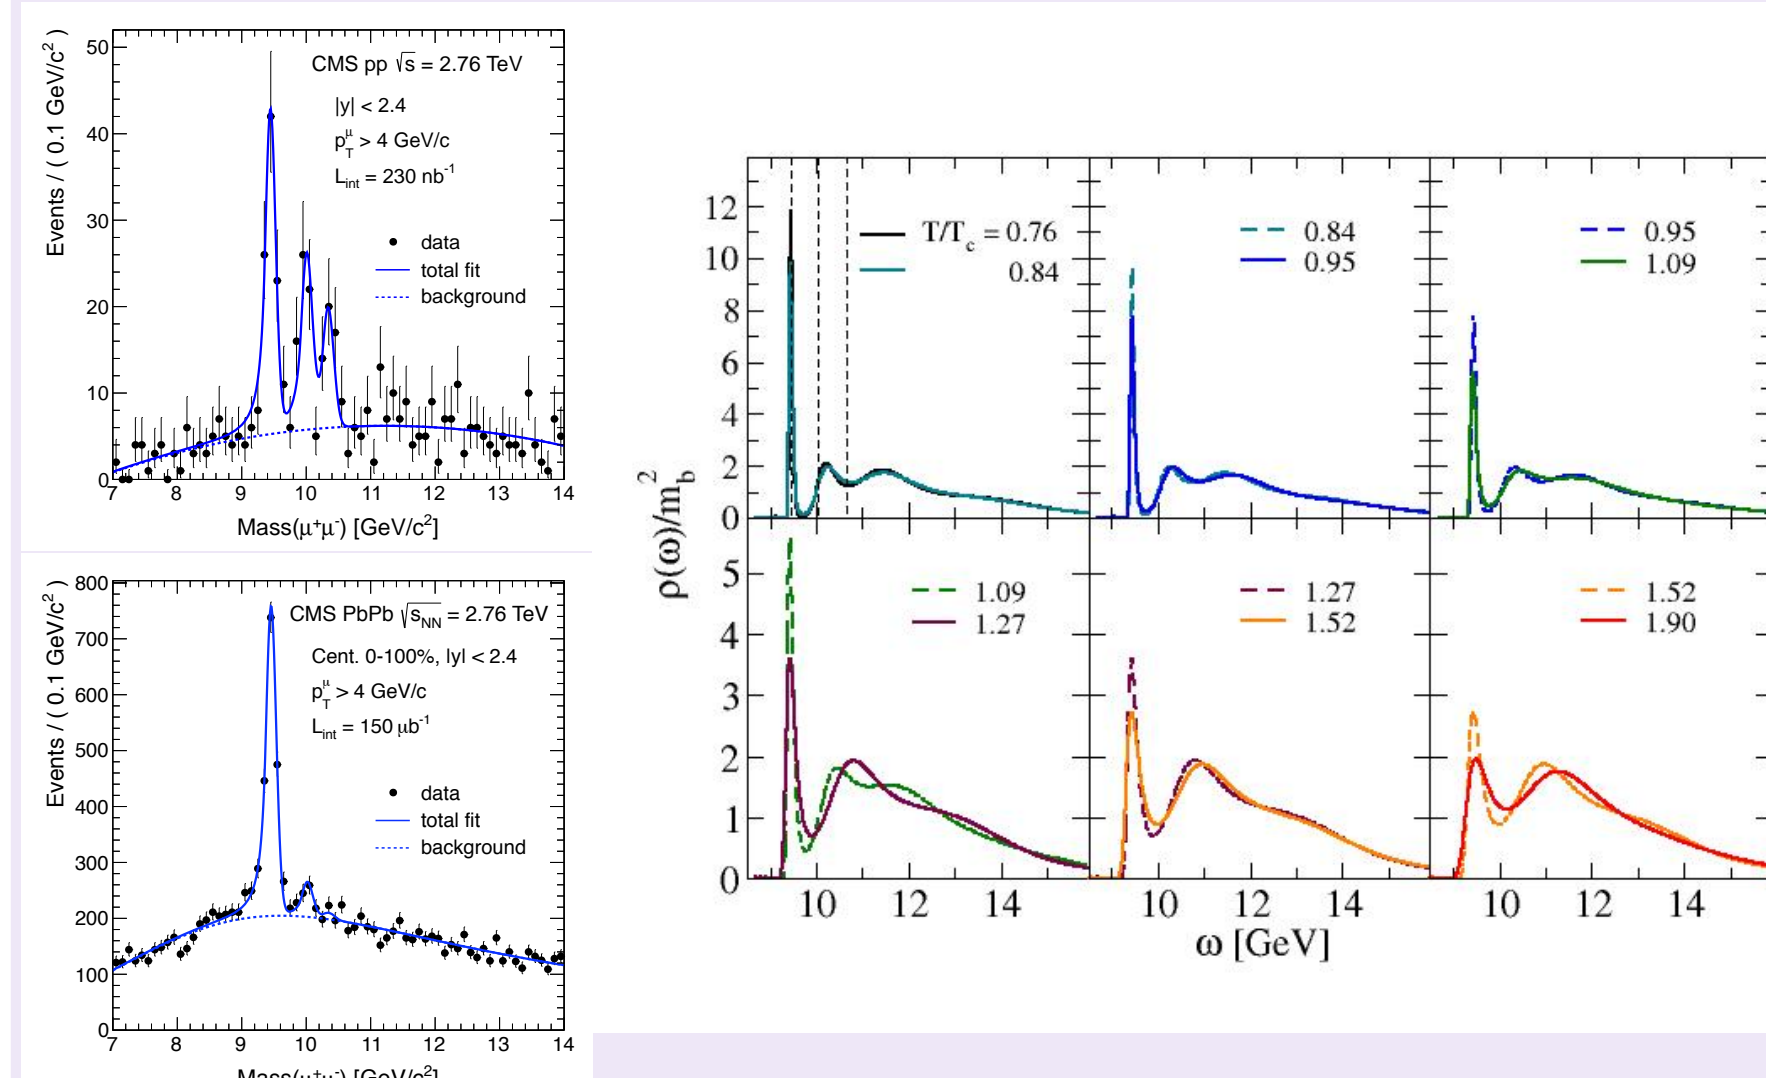 Events / ( 0.1 GeV/c² )
50
40
30
20
10
0
CMS pp √s = 2.76 TeV
|y| < 2.4
p_T^μ > 4 GeV/c
L_int = 230 nb⁻¹
data
total fit
background
7 8 9 10 11 12 13 14
Mass(μ⁺μ⁻) [GeV/c²]
Events / ( 0.1 GeV/c² )
800
700
600
500
400
300
200
100
0
CMS PbPb √s_NN = 2.76 TeV
Cent. 0-100%, |y| < 2.4
p_T^μ > 4 GeV/c
L_int = 150 μb⁻¹
data
total fit
background
7 8 9 10 11 12 13 14
Mass(μ⁺μ⁻) [GeV/c²]
ρ(ω)/m_b²
12
10
8
6
4
2
0
T/T_c = 0.76
0.84
0.84
0.95
0.95
1.09
5
4
3
2
1
0
1.09
1.27
1.27
1.52
1.52
1.90
10 12 14 10 12 14 10 12 14
ω [GeV]